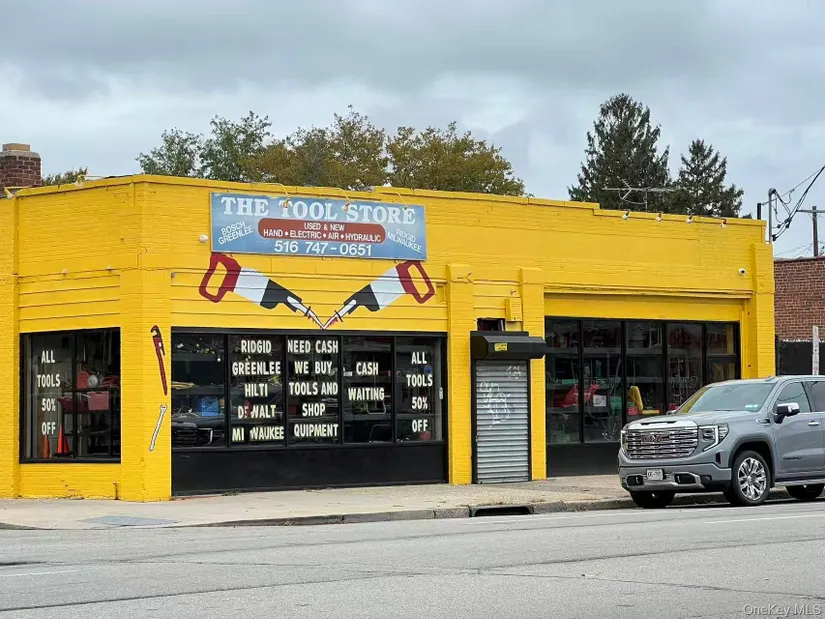 THE TOOL STORE
BOSCH
GREENLEE
USED & NEW
HAND • ELECTRIC • AIR • HYDRAULIC
RIDGID
MILWAUKEE
516 747-0651
ALL
TOOLS
50%
OFF
RIDGID
GREENLEE
HILTI
DEWALT
MI WAUKEE
NEED CASH
WE BUY
TOOLS AND
SHOP
QUIPMENT
CASH
WAITING
ALL
TOOLS
50%
OFF
GMC
OneKey MLS